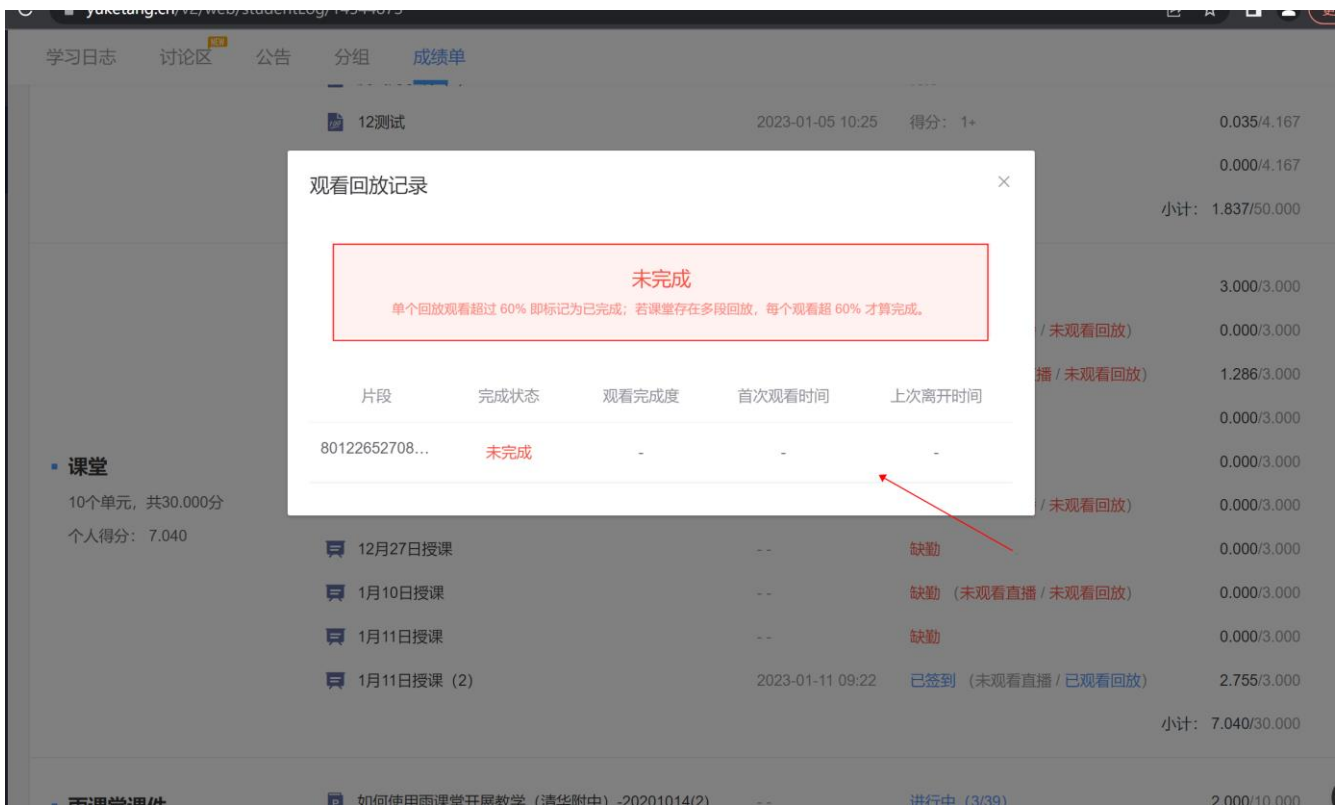 yuketang.cn/v2/web/studentLog/14944875
学习日志 讨论区 NEW 公告 分组 成绩单
12测试 2023-01-05 10:25 得分： 1+ 0.035/4.167
0.000/4.167
小计： 1.837/50.000
观看回放记录 ×
未完成
单个回放观看超过 60% 即标记为已完成；若课堂存在多段回放，每个观看超 60% 才算完成。
3.000/3.000
/ 未观看回放） 0.000/3.000
播 / 未观看回放） 1.286/3.000
片段 完成状态 观看完成度 首次观看时间 上次离开时间
0.000/3.000
80122652708... 未完成 - - -
课堂 0.000/3.000
10个单元，共30.000分 / 未观看回放） 0.000/3.000
个人得分： 7.040
12月27日授课 - - 缺勤 0.000/3.000
1月10日授课 - - 缺勤 （未观看直播 / 未观看回放） 0.000/3.000
1月11日授课 - - 缺勤 0.000/3.000
1月11日授课（2） 2023-01-11 09:22 已签到 （未观看直播 / 已观看回放） 2.755/3.000
小计： 7.040/30.000
雨课堂课件 如何使用雨课堂开展教学（清华附中）-20201014(2) - - 进行中（3/39） 2.000/10.000